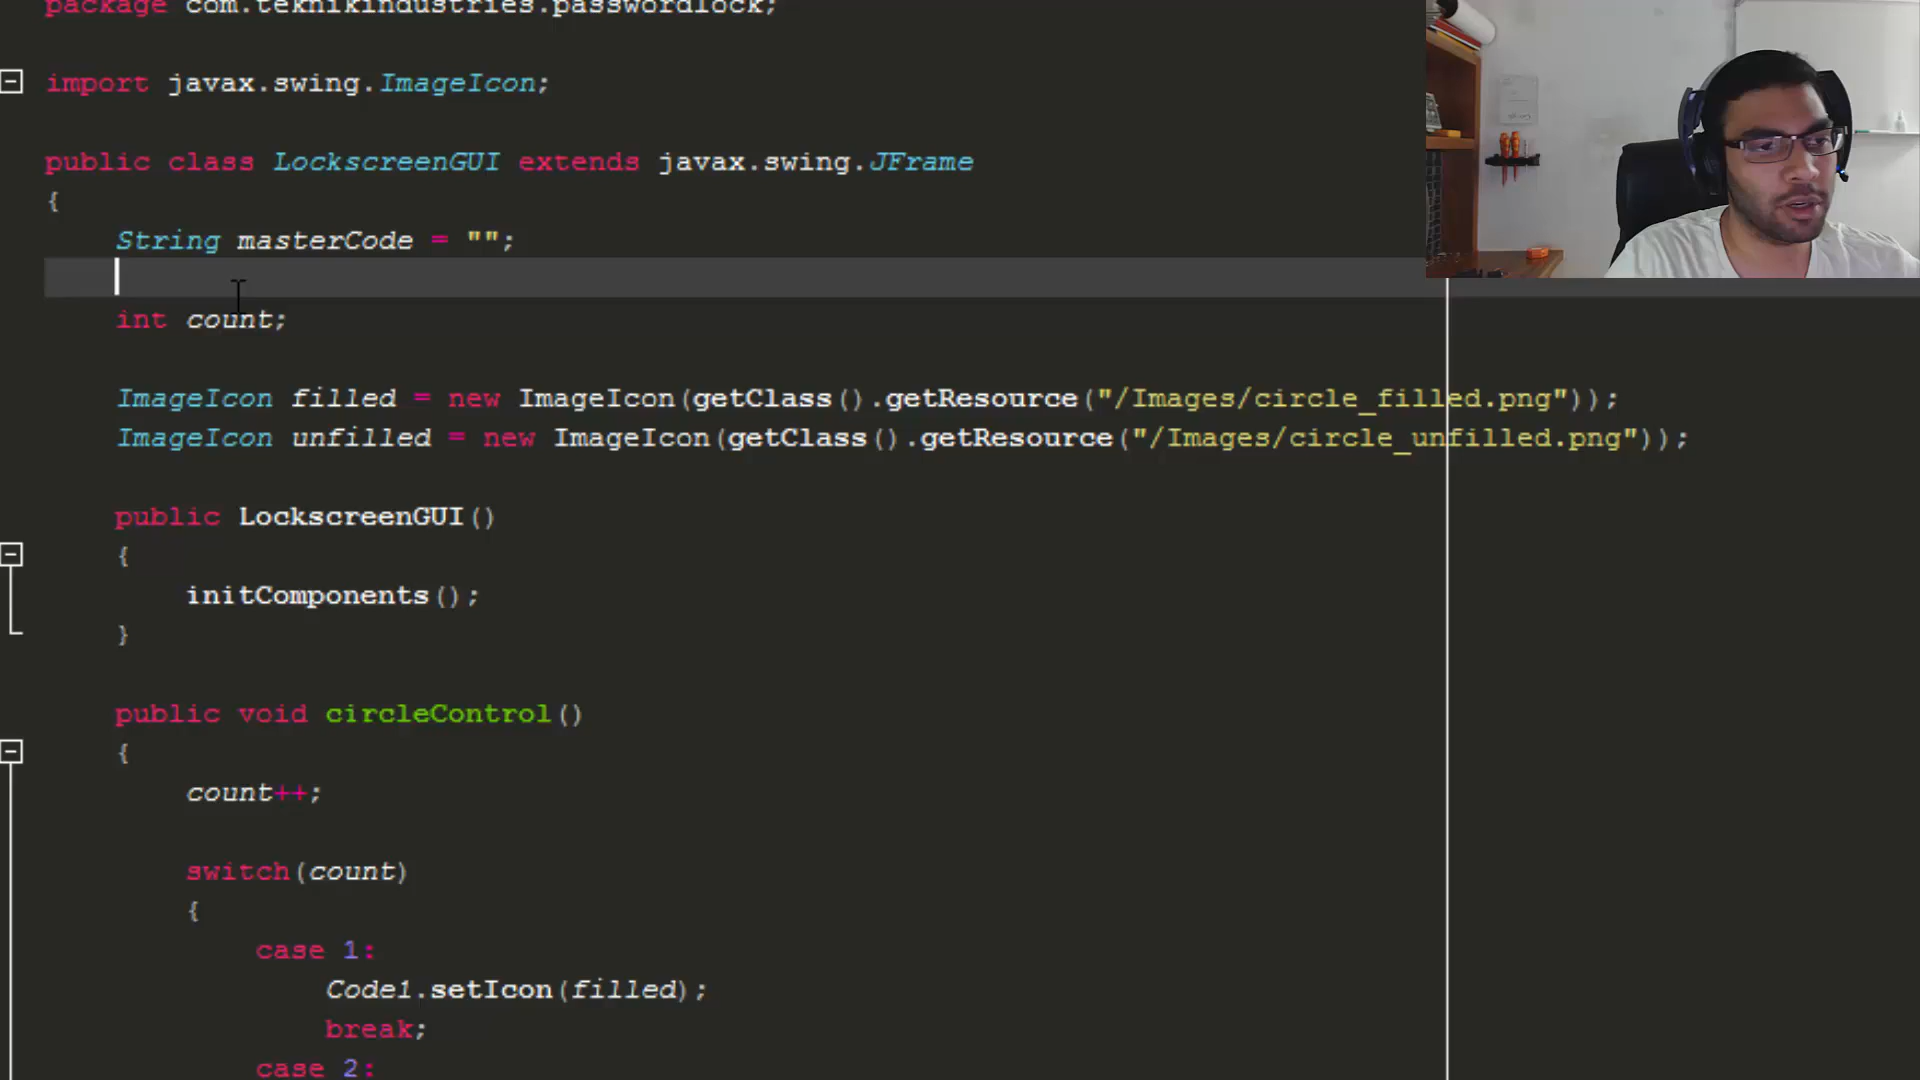 package com.teknikindustries.passwordlock;
import javax.swing.ImageIcon;
public class LockscreenGUI extends javax.swing.JFrame
{
String masterCode = "";
int count;
ImageIcon filled = new ImageIcon(getClass().getResource("/Images/circle_filled.png"));
ImageIcon unfilled = new ImageIcon(getClass().getResource("/Images/circle_unfilled.png"));
public LockscreenGUI()
{
initComponents();
}
public void circleControl()
{
count++;
switch(count)
{
case 1:
Code1.setIcon(filled);
break;
case 2: